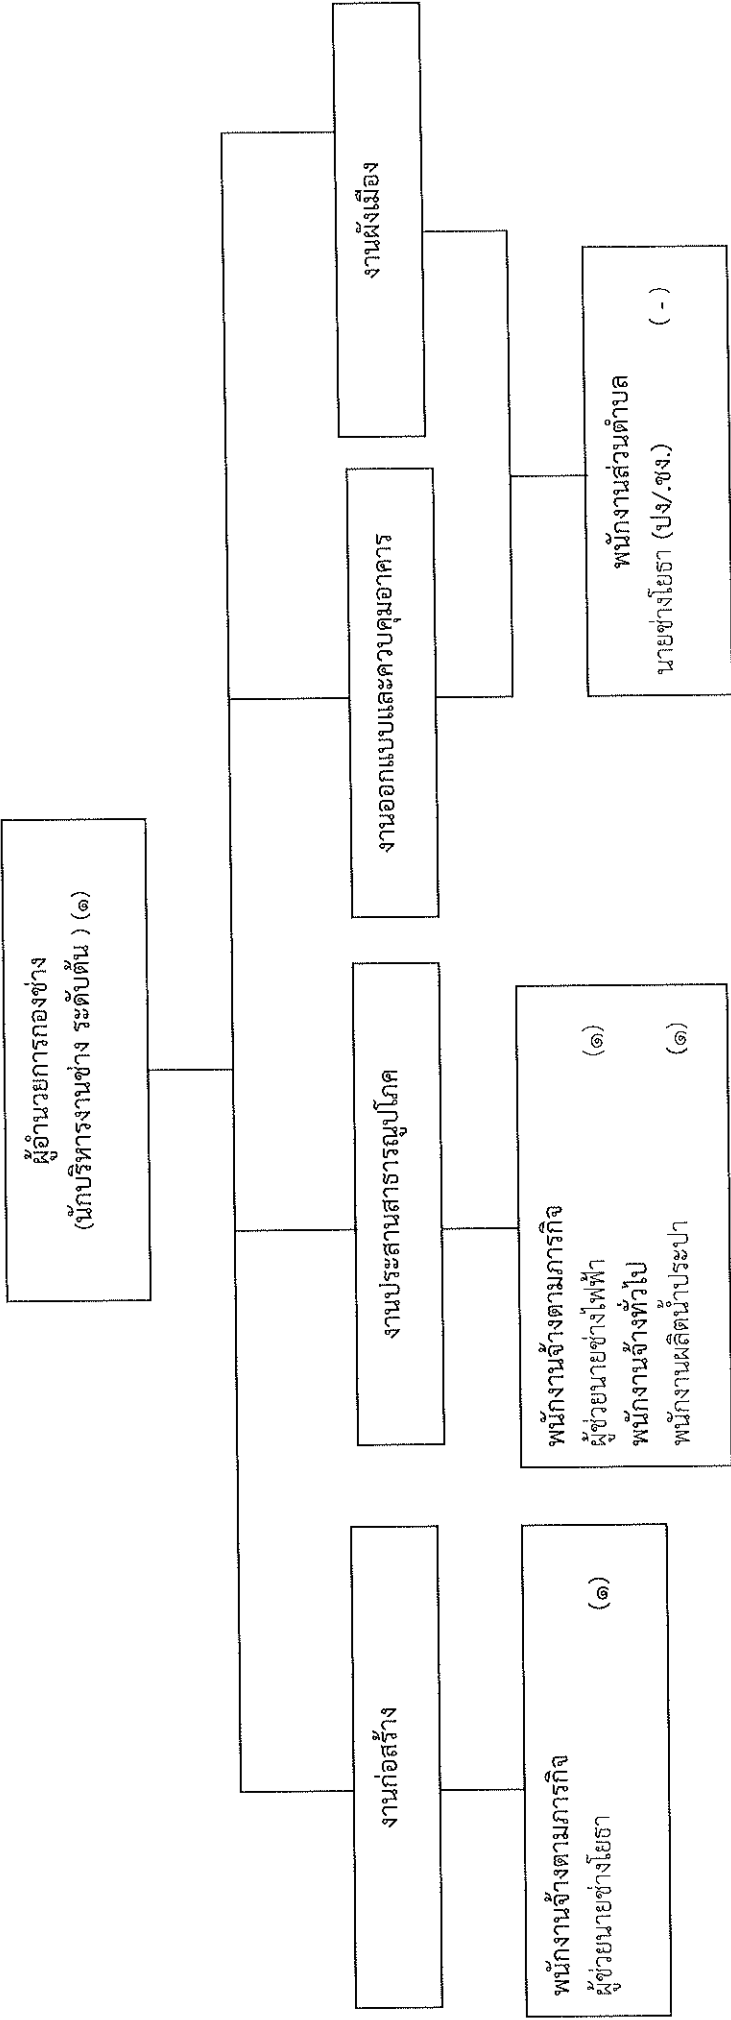 ผู้อำนวยการกองช่าง
(นักบริหารงานช่าง ระดับต้น ) (๑)
งานก่อสร้าง
งานประสานสาธารณูปโภค
งานออกแบบและควบคุมอาคาร
งานผังเมือง
พนักงานจ้างตามภารกิจ
ผู้ช่วยนายช่างโยธา (๑)
พนักงานจ้างตามภารกิจ
ผู้ช่วยนายช่างไฟฟ้า (๑)
พนักงานจ้างทั่วไป
พนักงานผลิตน้ำประปา (๑)
พนักงานส่วนตำบล
นายช่างโยธา (ปง/.ชง.) ( - )